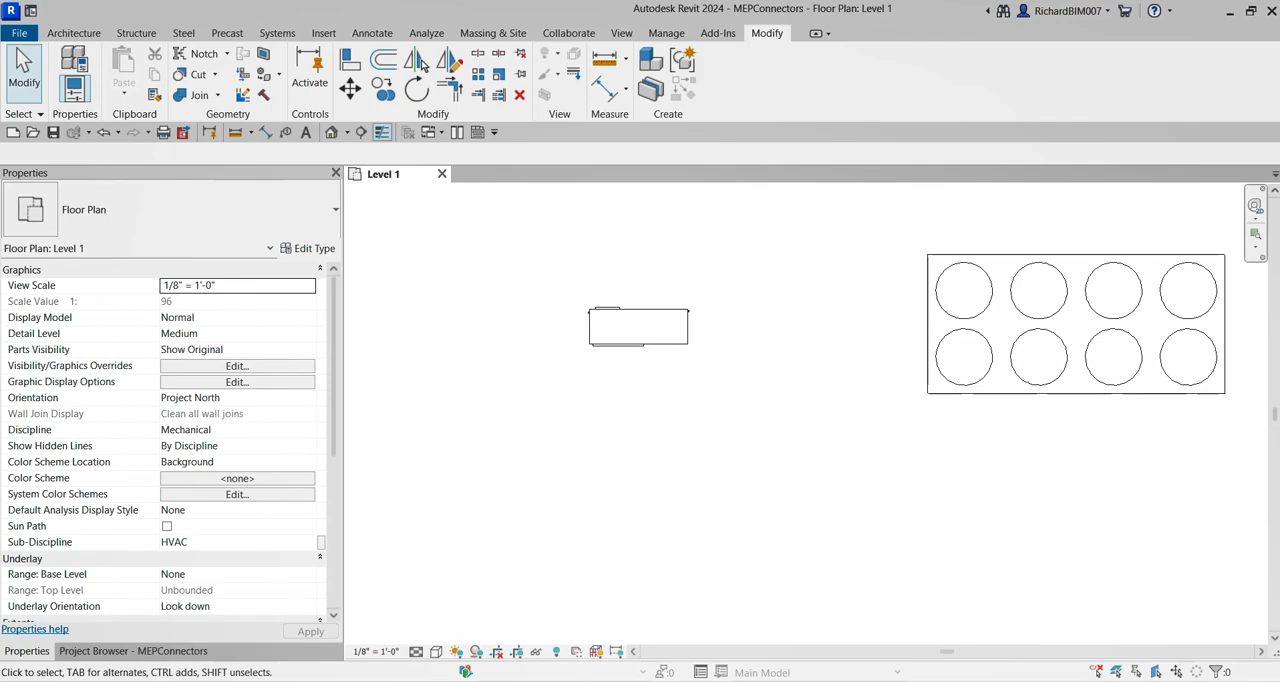 Autodesk Revit 2024 - MEPConnectors - Floor Plan: Level 1
RichardBIM007
File Architecture Structure Steel Precast Systems Insert Annotate Analyze Massing & Site Collaborate View Manage Add-Ins Modify
Modify
Paste
Notch
Cut
Join
Activate
Select Properties Clipboard Geometry Controls Modify View Measure Create
Properties
Level 1
Floor Plan
Floor Plan: Level 1 Edit Type
Graphics
View Scale 1/8" = 1'-0"
Scale Value 1: 96
Display Model Normal
Detail Level Medium
Parts Visibility Show Original
Visibility/Graphics Overrides Edit...
Graphic Display Options Edit...
Orientation Project North
Wall Join Display Clean all wall joins
Discipline Mechanical
Show Hidden Lines By Discipline
Color Scheme Location Background
Color Scheme <none>
System Color Schemes Edit...
Default Analysis Display Style None
Sun Path
Sub-Discipline HVAC
Underlay
Range: Base Level None
Range: Top Level Unbounded
Underlay Orientation Look down
Properties help Apply
Properties Project Browser - MEPConnectors
1/8" = 1'-0"
Click to select, TAB for alternates, CTRL adds, SHIFT unselects.
:0
Main Model
:0